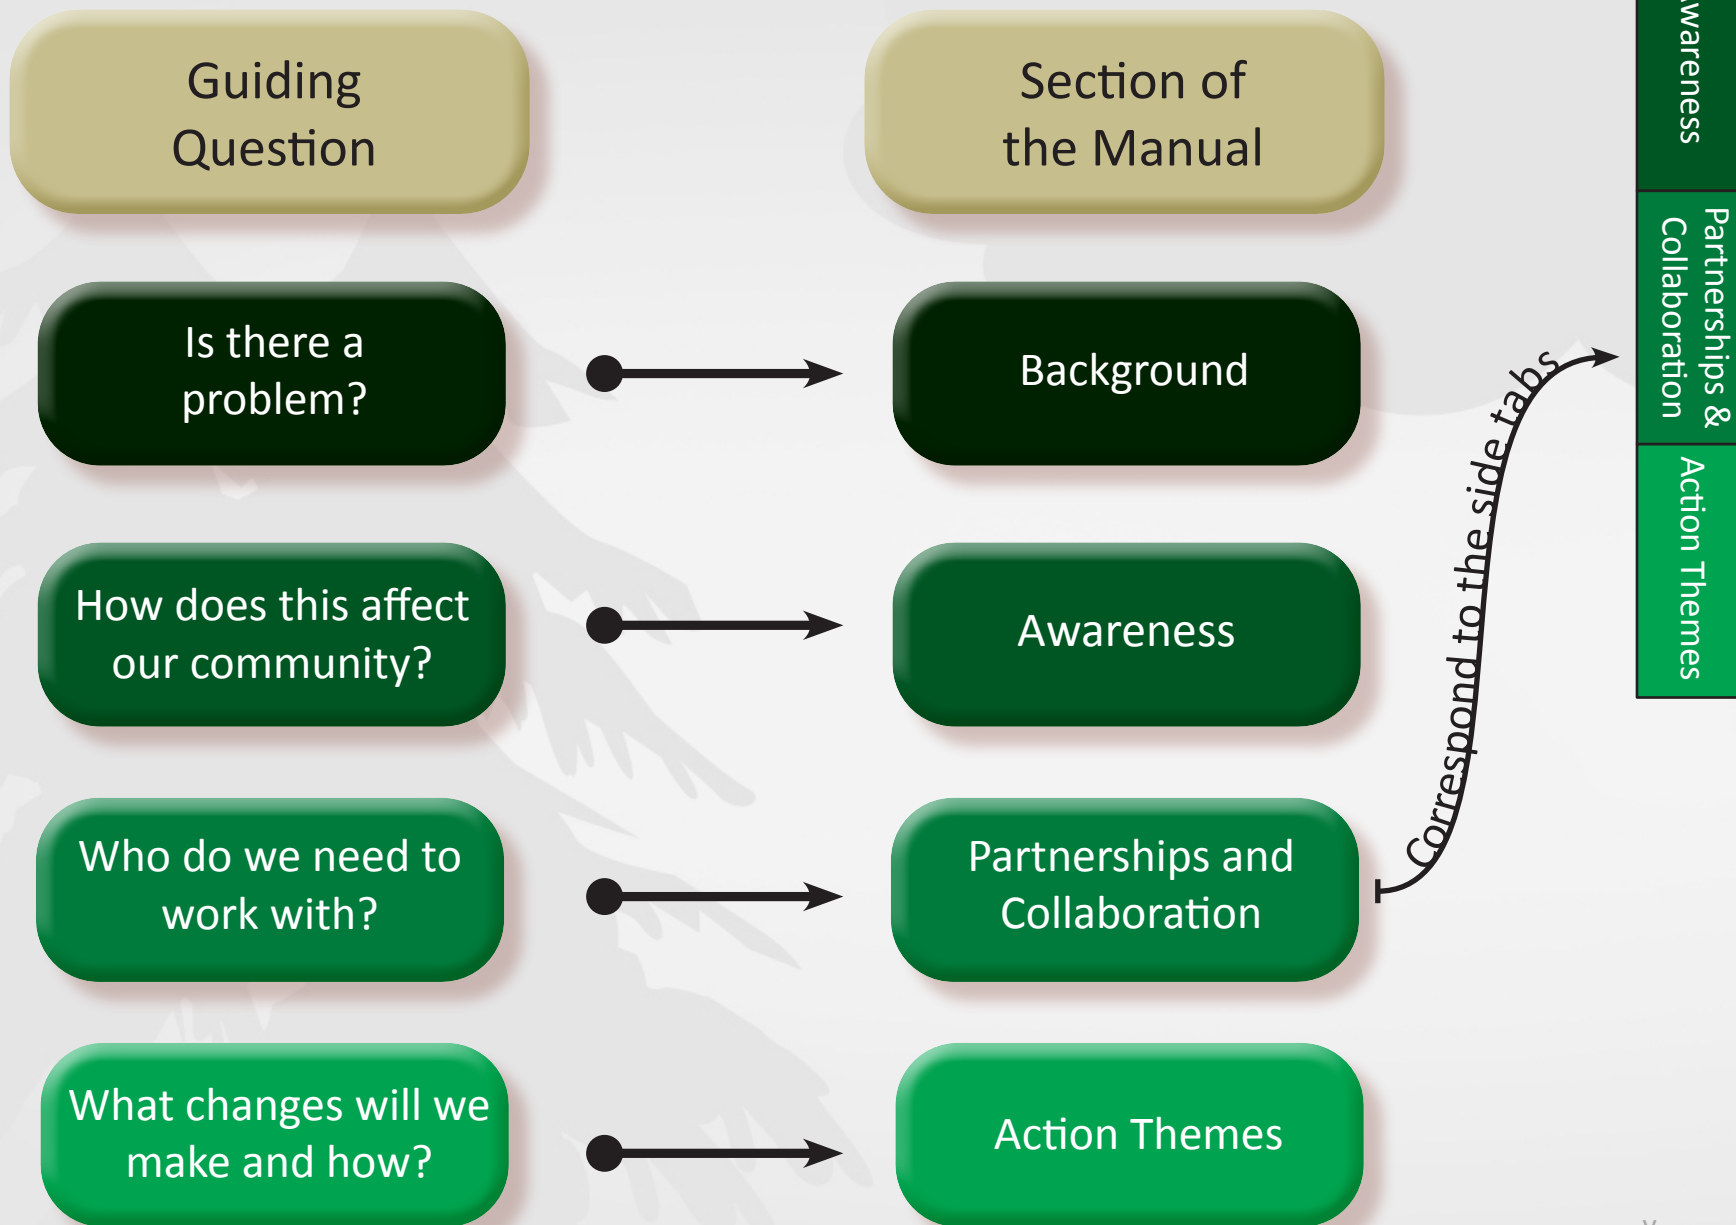 Guiding
Question
Section of
the Manual
Is there a
problem?
Background
How does this affect
our community?
Awareness
Who do we need to
work with?
Partnerships and
Collaboration
What changes will we
make and how?
Action Themes
Correspond to the side tabs
Partnerships &
Collaboration
Action Themes